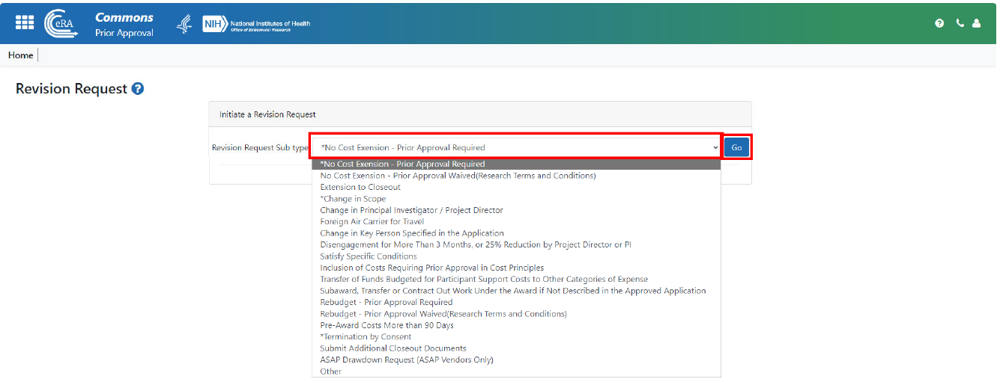 eRA
Commons
Prior Approval
NIH
National Institutes of Health
Office of Extramural Research
Home
Revision Request
Initiate a Revision Request
Revision Request Sub type
*No Cost Exension - Prior Approval Required
Go
*No Cost Exension - Prior Approval Required
No Cost Exension - Prior Approval Waived(Research Terms and Conditions)
Extension to Closeout
*Change in Scope
Change in Principal Investigator / Project Director
Foreign Air Carrier for Travel
Change in Key Person Specified in the Application
Disengagement for More Than 3 Months, or 25% Reduction by Project Director or PI
Satisfy Specific Conditions
Inclusion of Costs Requiring Prior Approval in Cost Principles
Transfer of Funds Budgeted for Participant Support Costs to Other Categories of Expense
Subaward, Transfer or Contract Out Work Under the Award if Not Described in the Approved Application
Rebudget - Prior Approval Required
Rebudget - Prior Approval Waived(Research Terms and Conditions)
Pre-Award Costs More than 90 Days
*Termination by Consent
Submit Additional Closeout Documents
ASAP Drawdown Request (ASAP Vendors Only)
Other